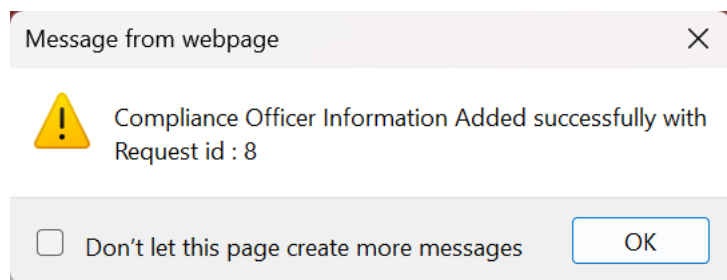 Message from webpage
Compliance Officer Information Added successfully with
Request id : 8
Don't let this page create more messages
OK